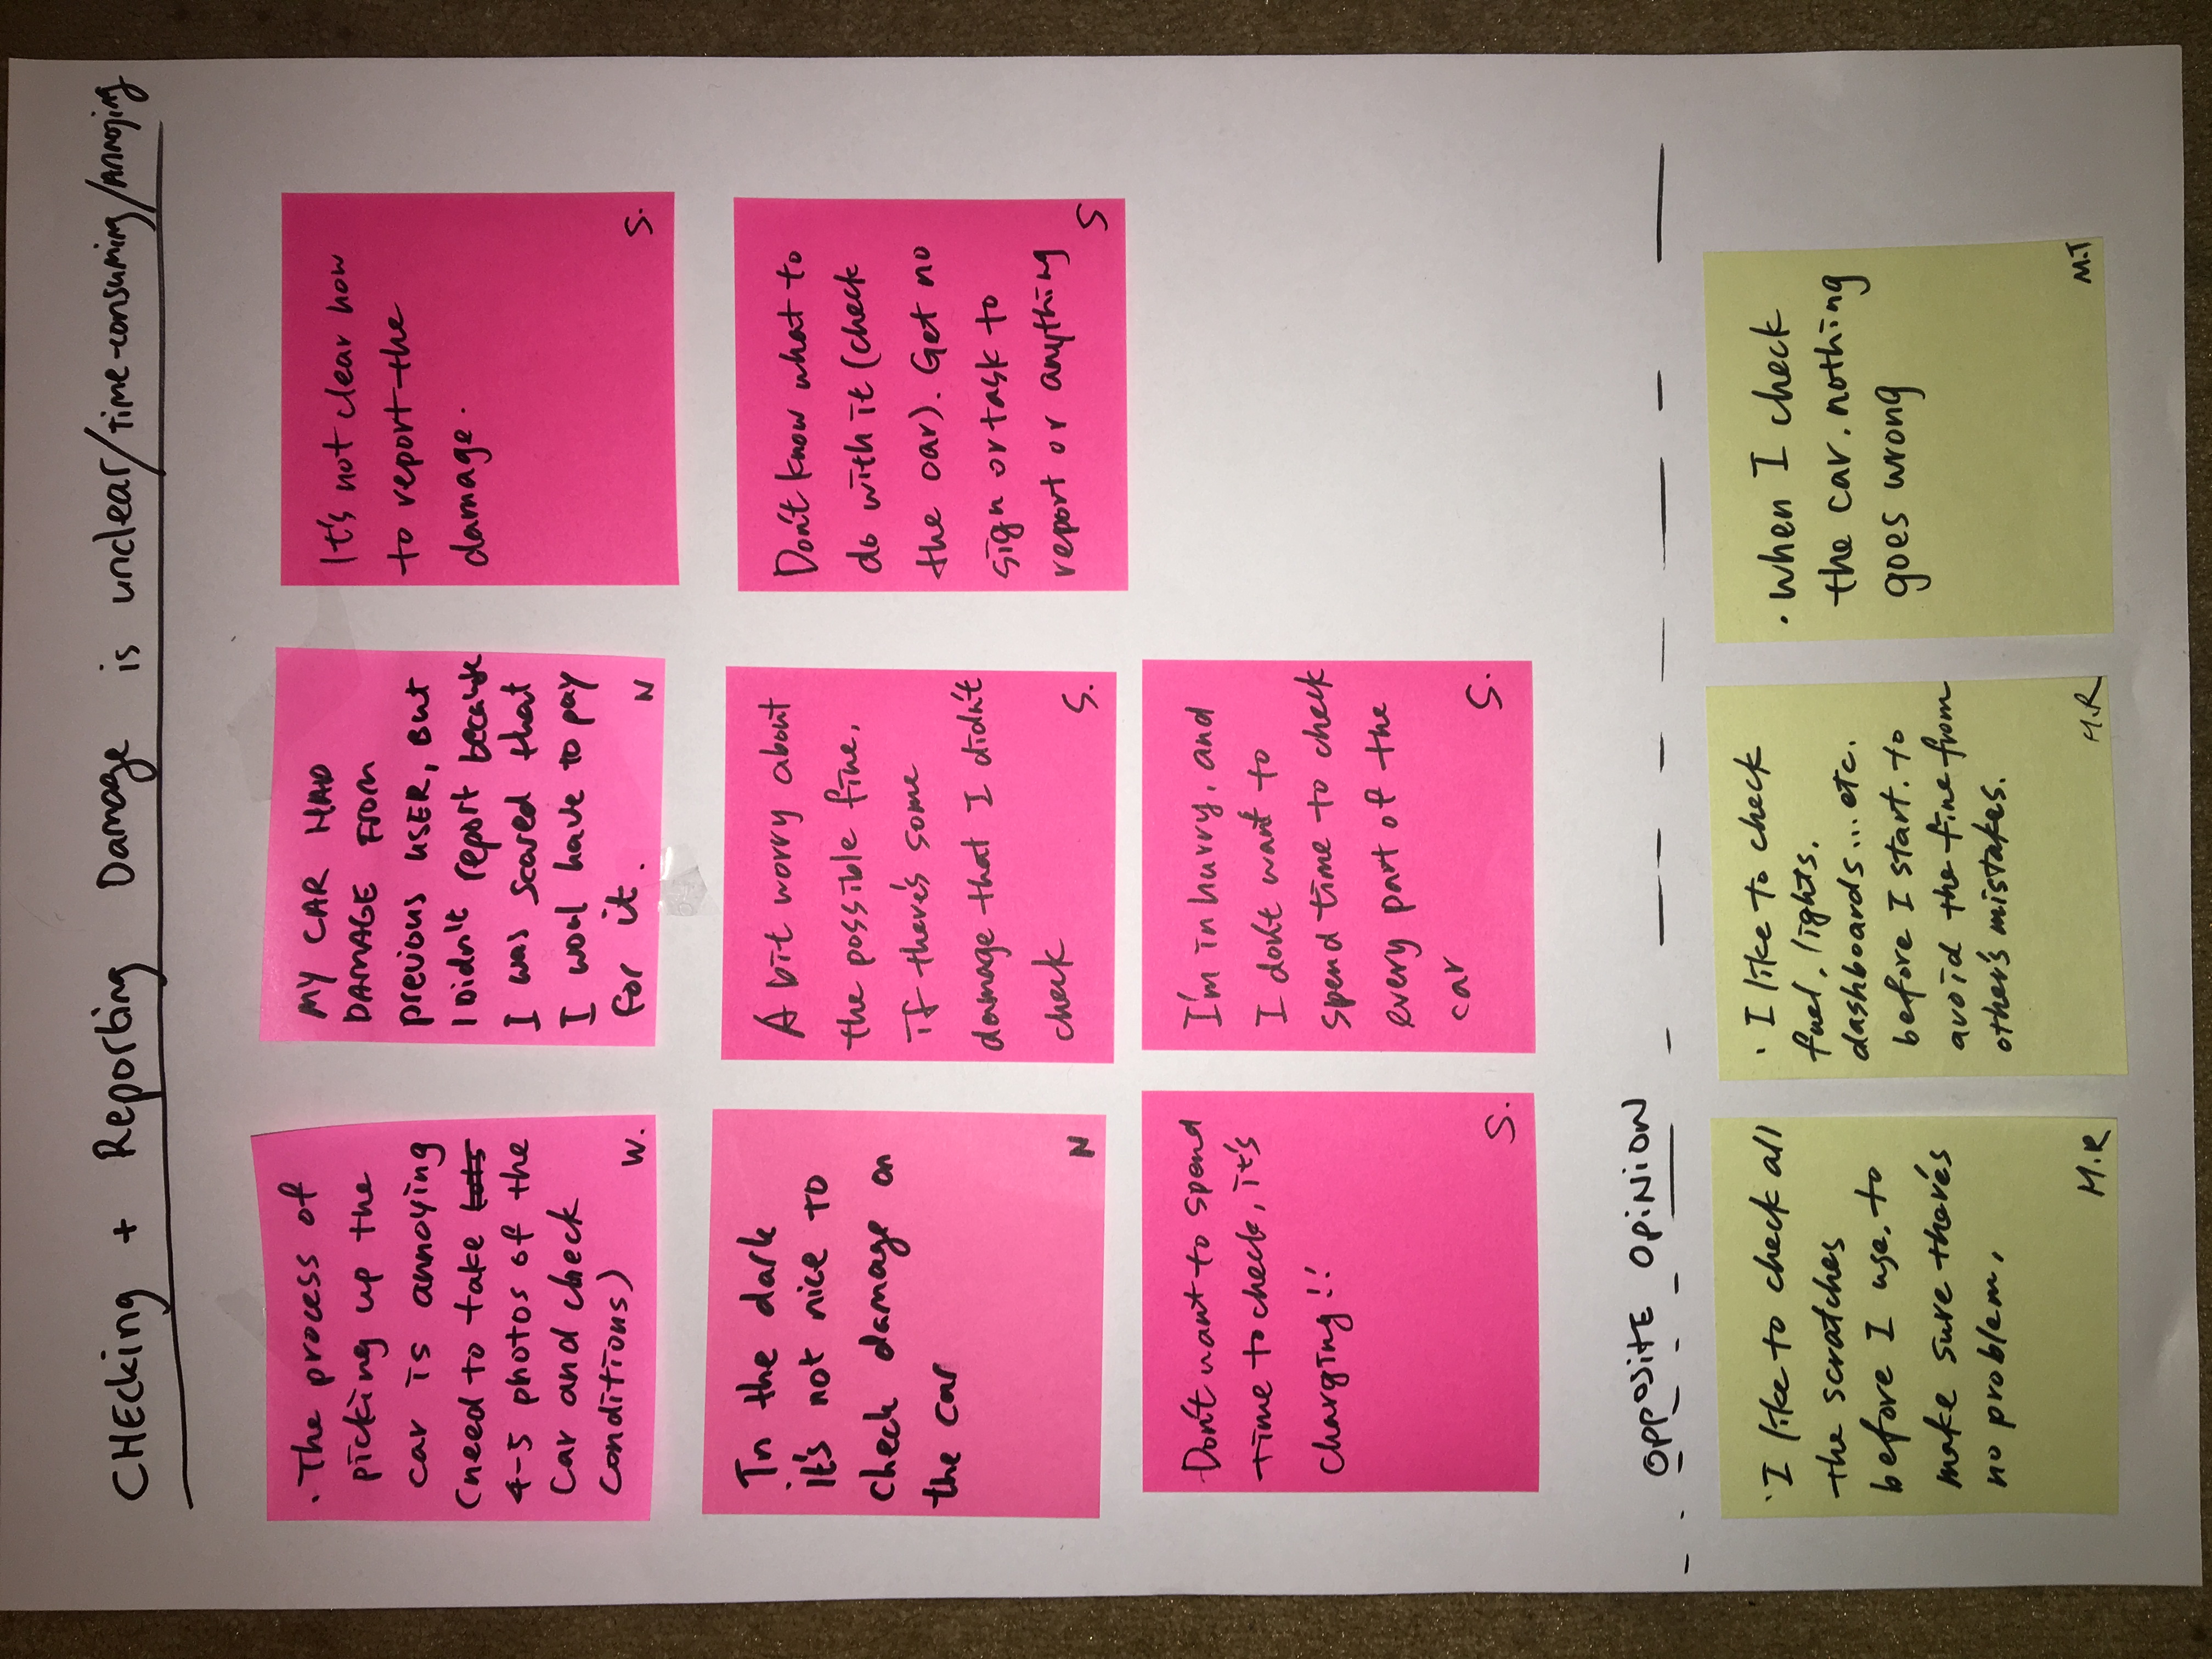 CHEcking + Reporting Damage is unclear/time-consuming/Annoying
· The process of
picking up the
car is annoying
(need to take lots
4-5 photos of the
car and check
conditions)
W.
MY CAR HAD
DAMAGE FROM
previous USER, BUT
I DiDn't report because
I was scared that
I woul have to pay
for it.
N
It's not clear how
to report the
damage.
S.
In the dark
it's not nice to
check damage on
the car
N
A bit worry about
the possible fine,
if there's some
damage that I didn't
check
S.
Don't know what to
do with it (check
the car). Get no
sign or task to
report or anything
S
Don't want to spend
time to check, it's
charging!!
S.
I'm in hurry, and
I don't want to
spend time to check
every part of the
car
S.
OPPOSITE OPINION
· I like to check all
the scratches
before I use, to
make sure there's
no problem,
M.R
· I like to check
fuel, lights,
dashboards...etc.
before I start. to
avoid the fine from
other's mistakes.
M.R
· when I check
the car. nothing
goes wrong
M.T